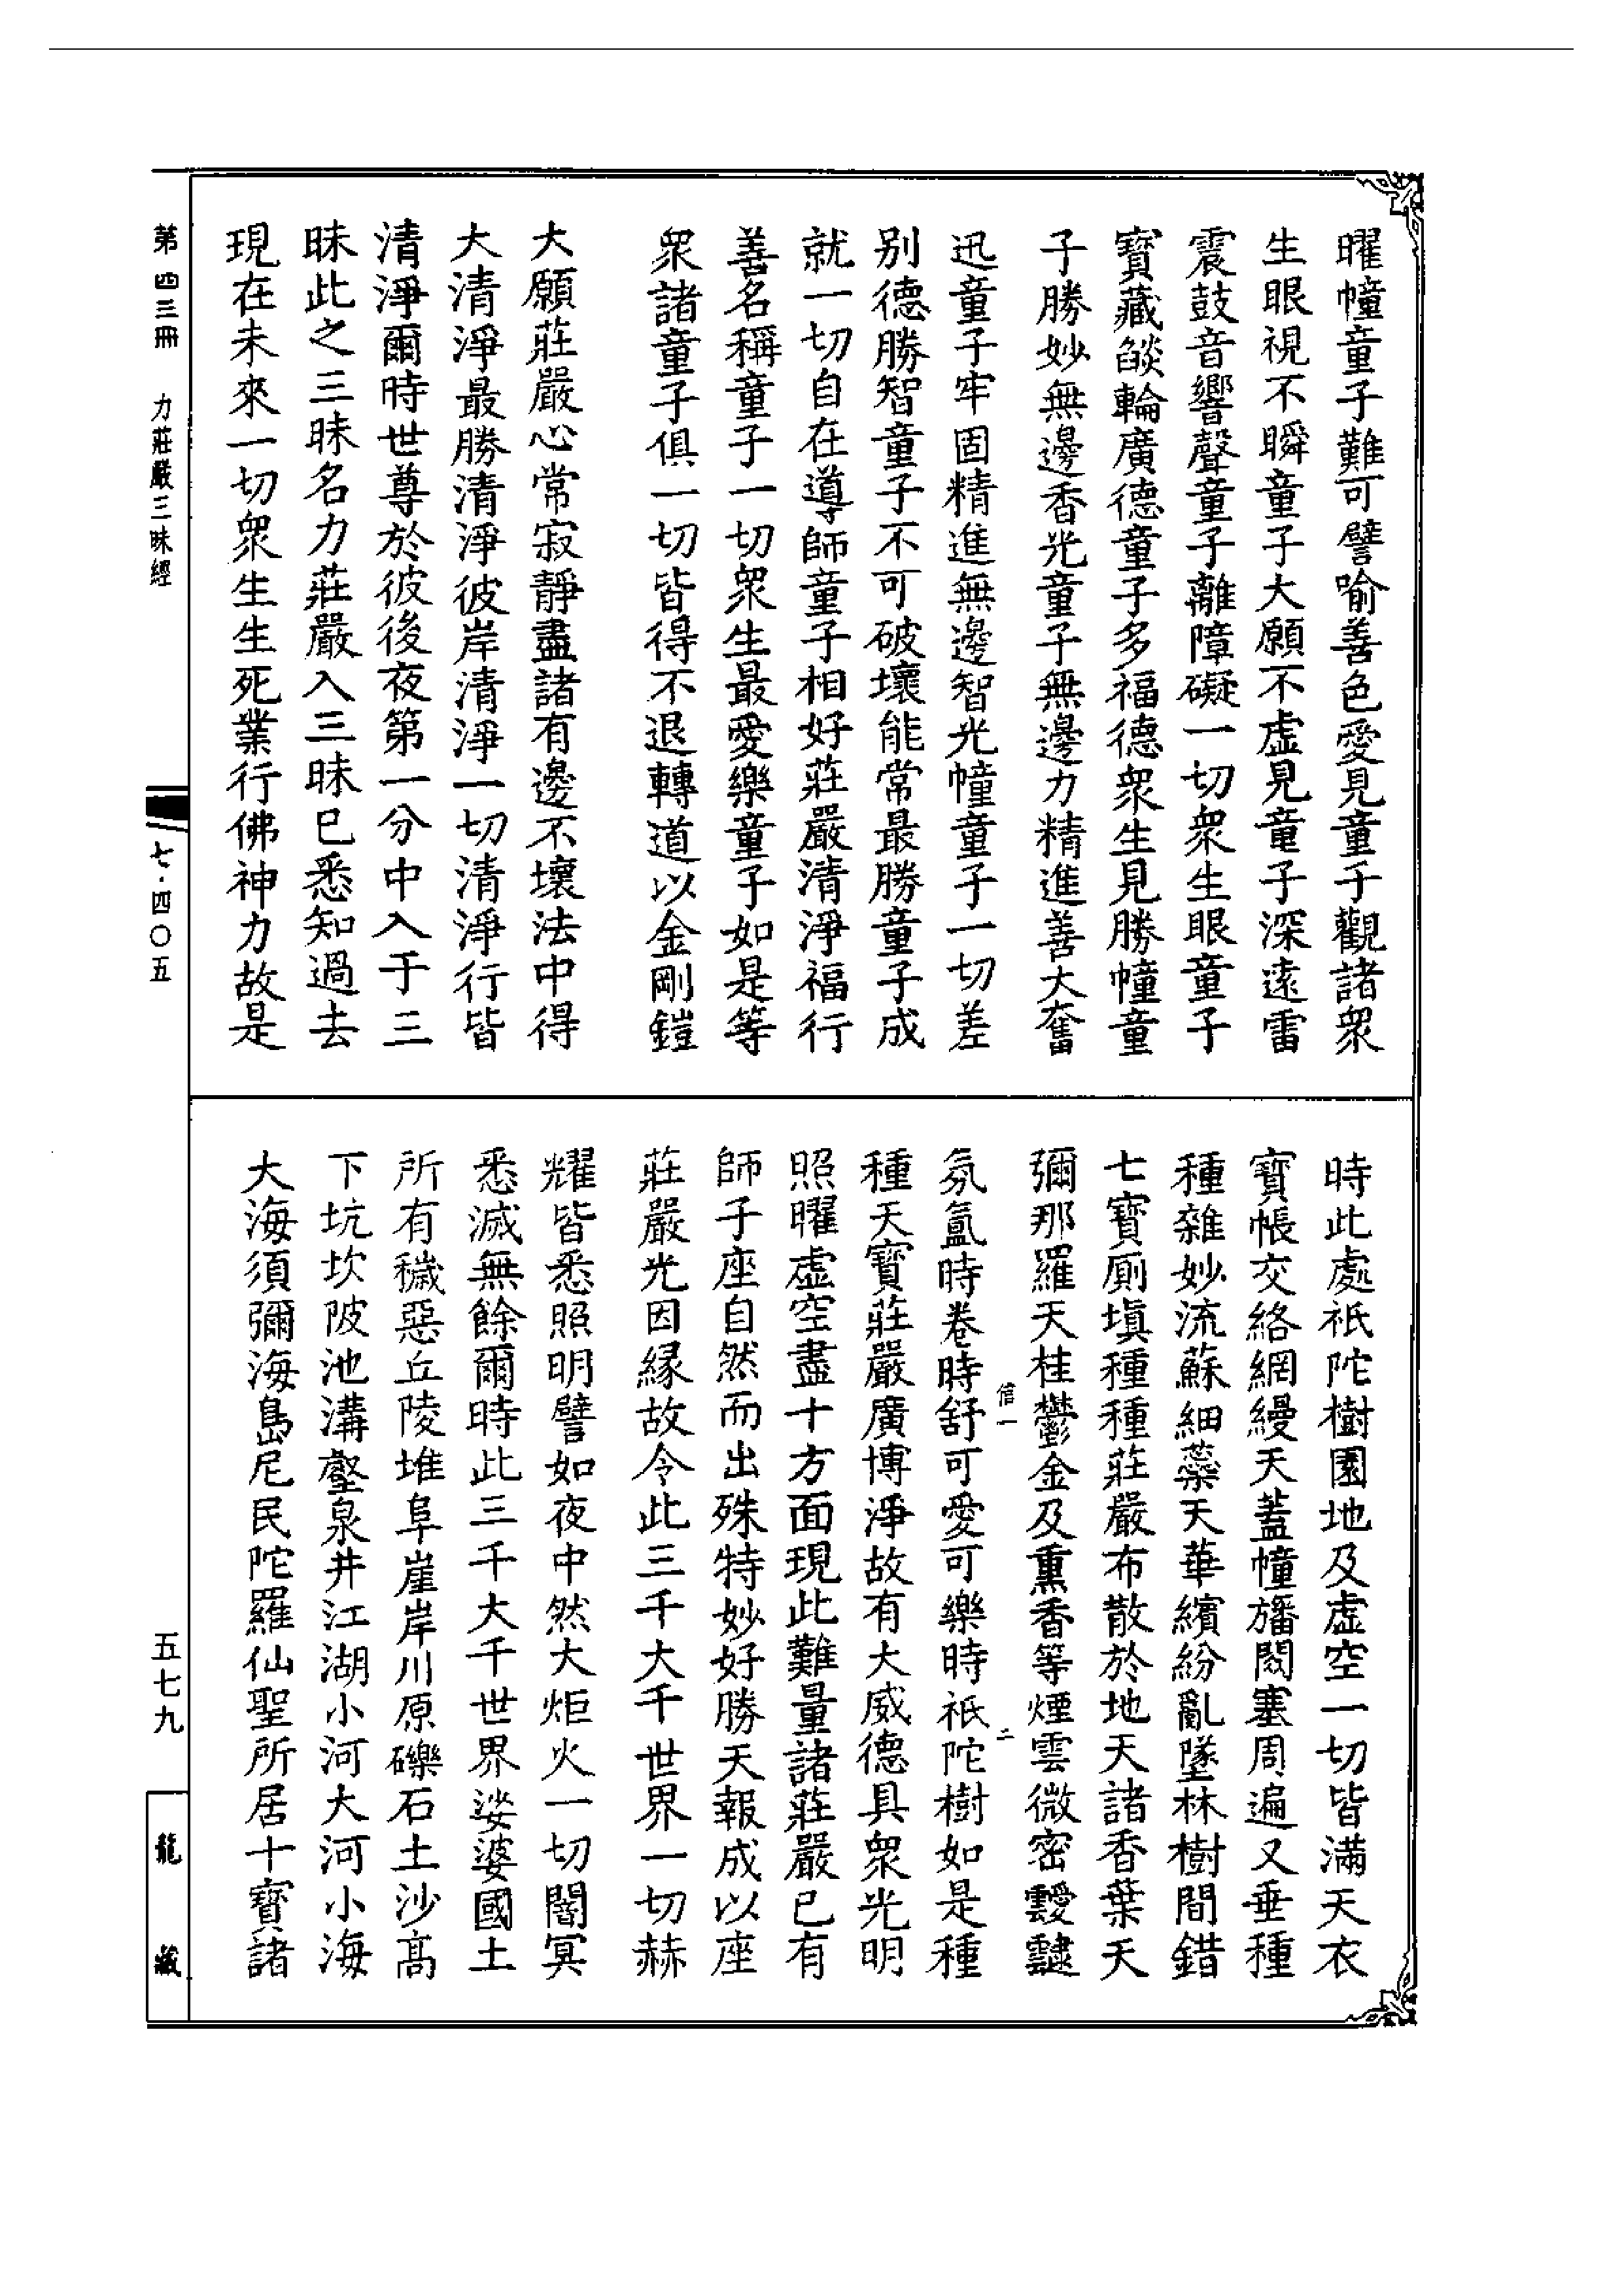 曜幢童子難可譬喻善色愛見童子觀諸衆
生眼視不瞬童子大願不虛見童子深遠雷
震鼓音響聲童子離障礙一切衆生眼童子
寶藏燄輪廣德童子多福德衆生見勝幢童
子勝妙無邊香光童子無邊力精進善大奮
迅童子牢固精進無邊智光幢童子一切差
别德勝智童子不可破壞能常最勝童子成
就一切自在導師童子相好莊嚴清淨福行
善名稱童子一切衆生最愛樂童子如是等
衆諸童子俱一切皆得不退轉道以金剛鎧
大願莊嚴心常寂靜盡諸有邊不壞法中得
大清淨最勝清淨彼岸清淨一切清淨行皆
清淨爾時世尊於彼後夜第一分中入于三
昧此之三昧名力莊嚴入三昧已悉知過去
現在未來一切衆生生死業行佛神力故是
時此處祇陀樹園地及虛空一切皆滿天衣
寶帳交絡網縵天蓋幢旛閻塞周遍又垂種
種雜妙流蘇細蘂天華繽紛亂墜林樹間錯
七寶廁填種種莊嚴布散於地天諸香葉天
彌那羅天桂鬱金及熏香等煙雲微密靉靆
氛氳時卷時舒可愛可樂時祇陀樹如是種
種天寶莊嚴廣博淨故有大威德具衆光明
照曜虛空盡十方面現此難量諸莊嚴已有
師子座自然而出殊特妙好勝天報成以座
莊嚴光因緣故令此三千大千世界一切赫
耀皆悉照明譬如夜中然大炬火一切闇冥
悉滅無餘爾時此三千大千世界娑婆國土
所有穢惡丘陵堆阜崖岸川原礫石土沙高
下坑坎陂池溝壑泉井江湖小河大河小海
大海須彌海島尼民陀羅仙聖所居十寶諸
信一
二
第四三冊 力莊嚴三昧經
七·四〇五
五七九
龍藏